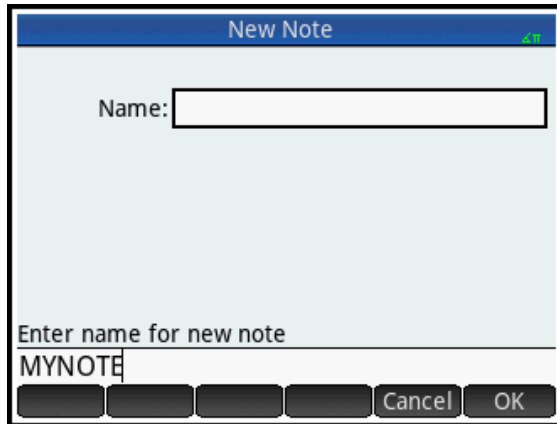 New Note
∠π
Name:
Enter name for new note
MYNOTE
Cancel OK